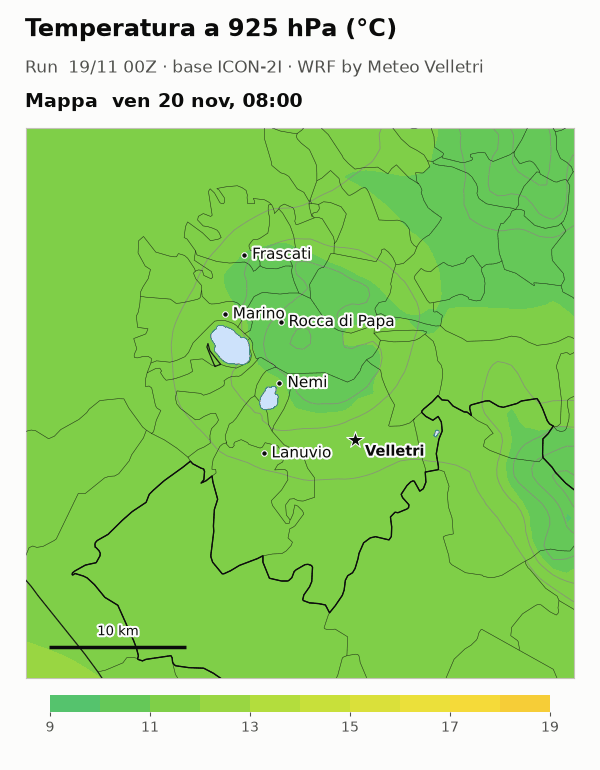 Temperatura a 925 hPa (°C)
Run  19/11 00Z · base ICON-2I · WRF by Meteo Velletri
Mappa  ven 20 nov, 08:00
Frascati
Marino
Rocca di Papa
Nemi
Velletri
Lanuvio
10 km
9 11 13 15 17 19